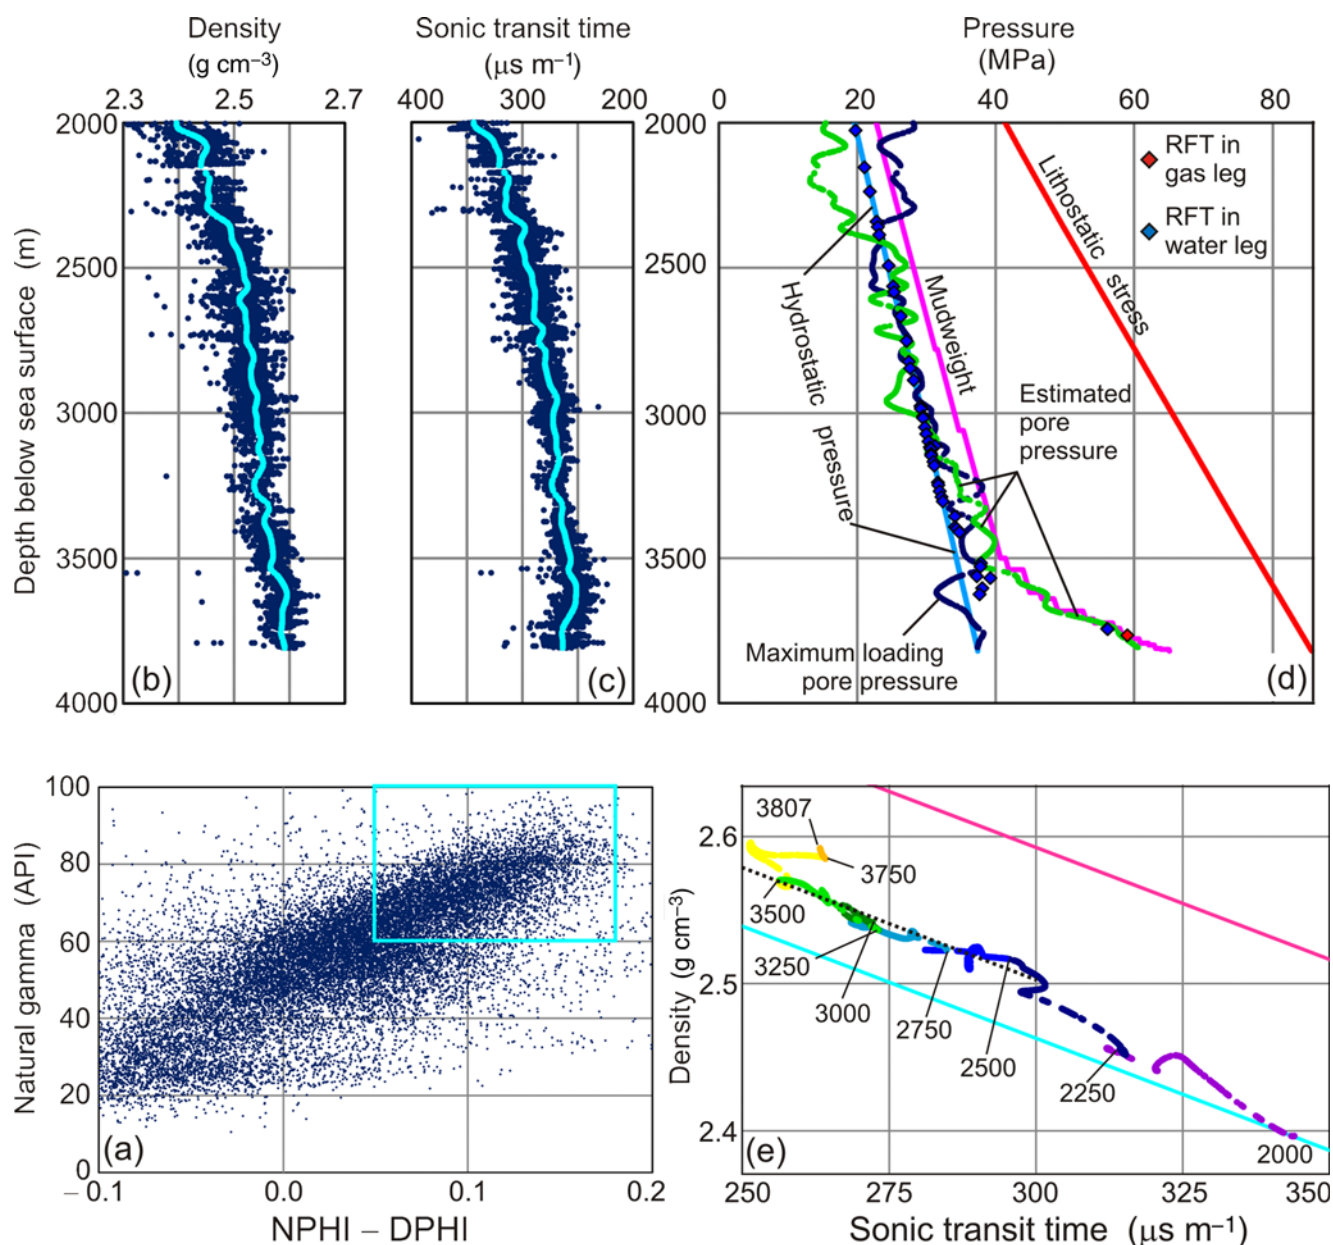 Density
(g cm⁻³)
2.3 2.5 2.7
Sonic transit time
(μs m⁻¹)
400 300 200
Pressure
(MPa)
0 20 40 60 80
Depth below sea surface (m)
2000
2500
3000
3500
4000
(b)
(c)
2000
2500
3000
3500
4000
RFT in
gas leg
RFT in
water leg
Lithostatic stress
Mudweight
Hydrostatic pressure
Estimated
pore
pressure
Maximum loading
pore pressure
(d)
Natural gamma (API)
100
80
60
40
20
0
(a)
– 0.1 0.0 0.1 0.2
NPHI – DPHI
Density (g cm⁻³)
2.6
2.5
2.4
3807
3750
3500
3250
3000
2750
2500
2250
2000
(e)
250 275 300 325 350
Sonic transit time (μs m⁻¹)